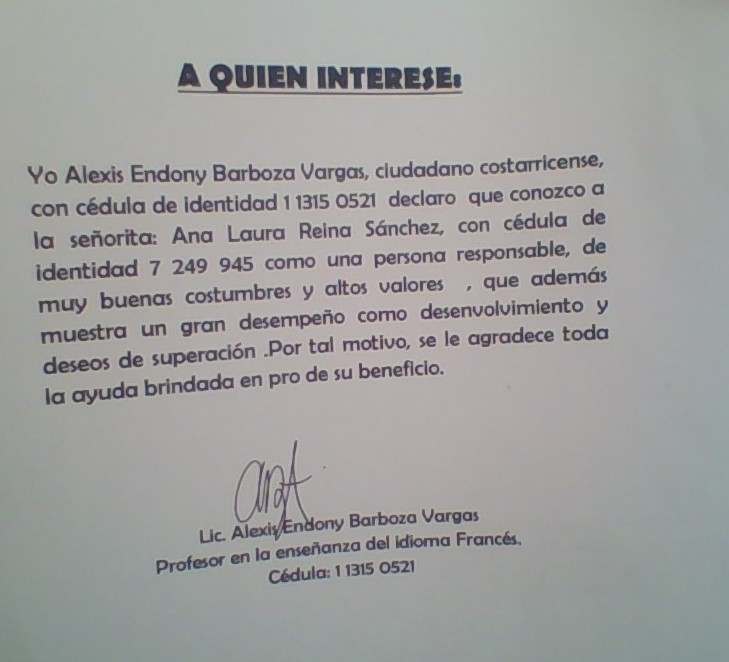 A QUIEN INTERESE:
Yo Alexis Endony Barboza Vargas, ciudadano costarricense,
con cédula de identidad 1 1315 0521 declaro que conozco a
la señorita: Ana Laura Reina Sánchez, con cédula de
identidad 7 249 945 como una persona responsable, de
muy buenas costumbres y altos valores , que además
muestra un gran desempeño como desenvolvimiento y
deseos de superación .Por tal motivo, se le agradece toda
la ayuda brindada en pro de su beneficio.
Lic. Alexis Endony Barboza Vargas
Profesor en la enseñanza del idioma Francés.
Cédula: 1 1315 0521